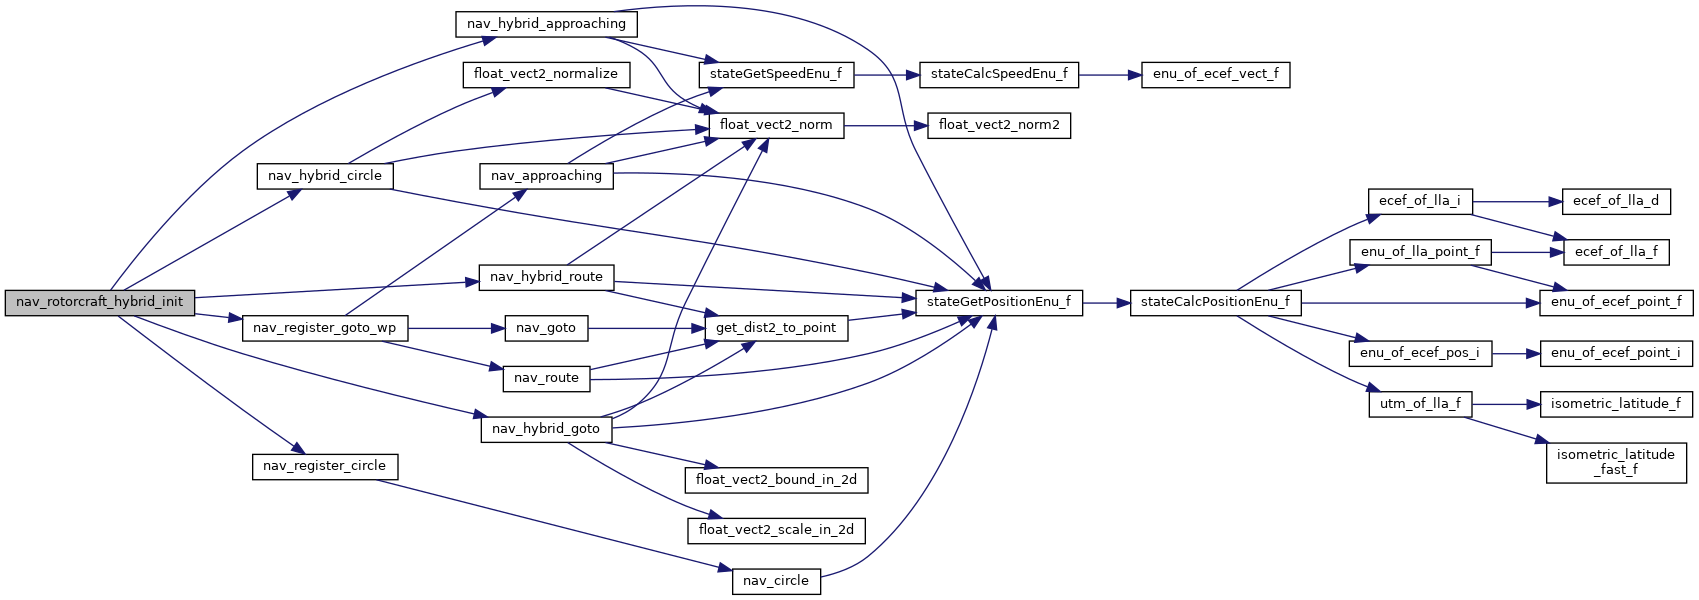 nav_rotorcraft_hybrid_init
nav_hybrid_approaching
float_vect2_normalize
nav_hybrid_circle
nav_approaching
nav_hybrid_route
nav_register_goto_wp
nav_goto
nav_route
nav_hybrid_goto
nav_register_circle
stateGetSpeedEnu_f
float_vect2_norm
get_dist2_to_point
float_vect2_bound_in_2d
float_vect2_scale_in_2d
nav_circle
stateCalcSpeedEnu_f
float_vect2_norm2
stateGetPositionEnu_f
enu_of_ecef_vect_f
stateCalcPositionEnu_f
ecef_of_lla_i
enu_of_lla_point_f
enu_of_ecef_pos_i
utm_of_lla_f
ecef_of_lla_d
ecef_of_lla_f
enu_of_ecef_point_f
enu_of_ecef_point_i
isometric_latitude_f
isometric_latitude
_fast_f